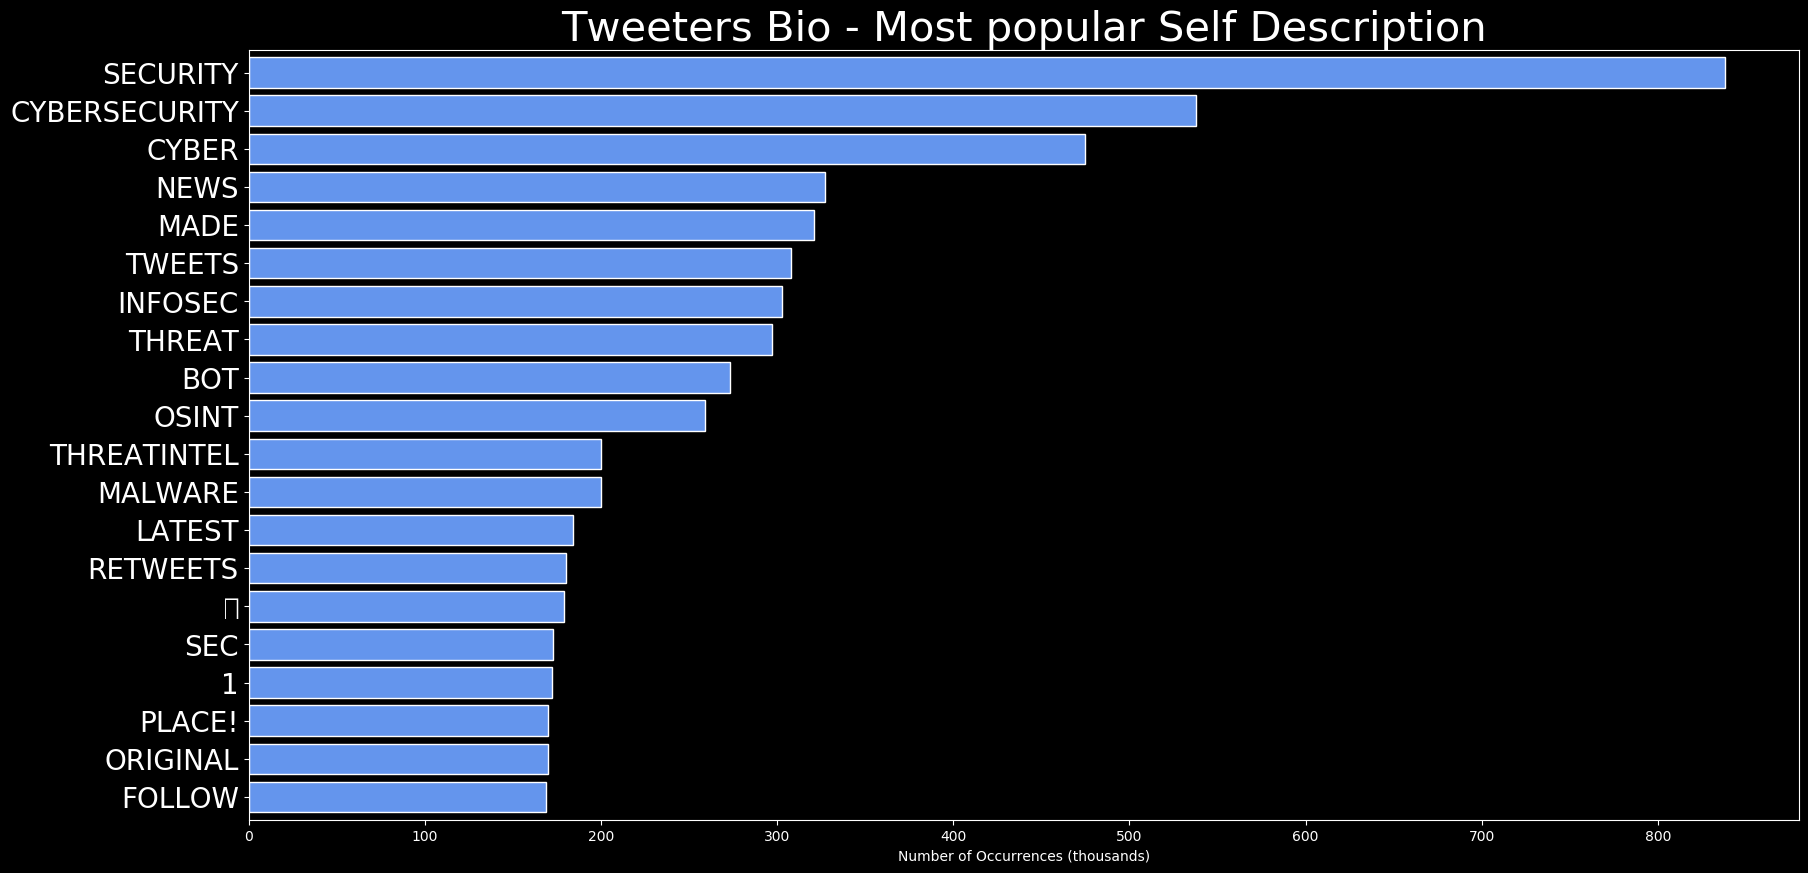 Tweeters Bio - Most popular Self Description
SECURITY
CYBERSECURITY
CYBER
NEWS
MADE
TWEETS
INFOSEC
THREAT
BOT
OSINT
THREATINTEL
MALWARE
LATEST
RETWEETS
SEC
1
PLACE!
ORIGINAL
FOLLOW
0 100 200 300 400 500 600 700 800
Number of Occurrences (thousands)